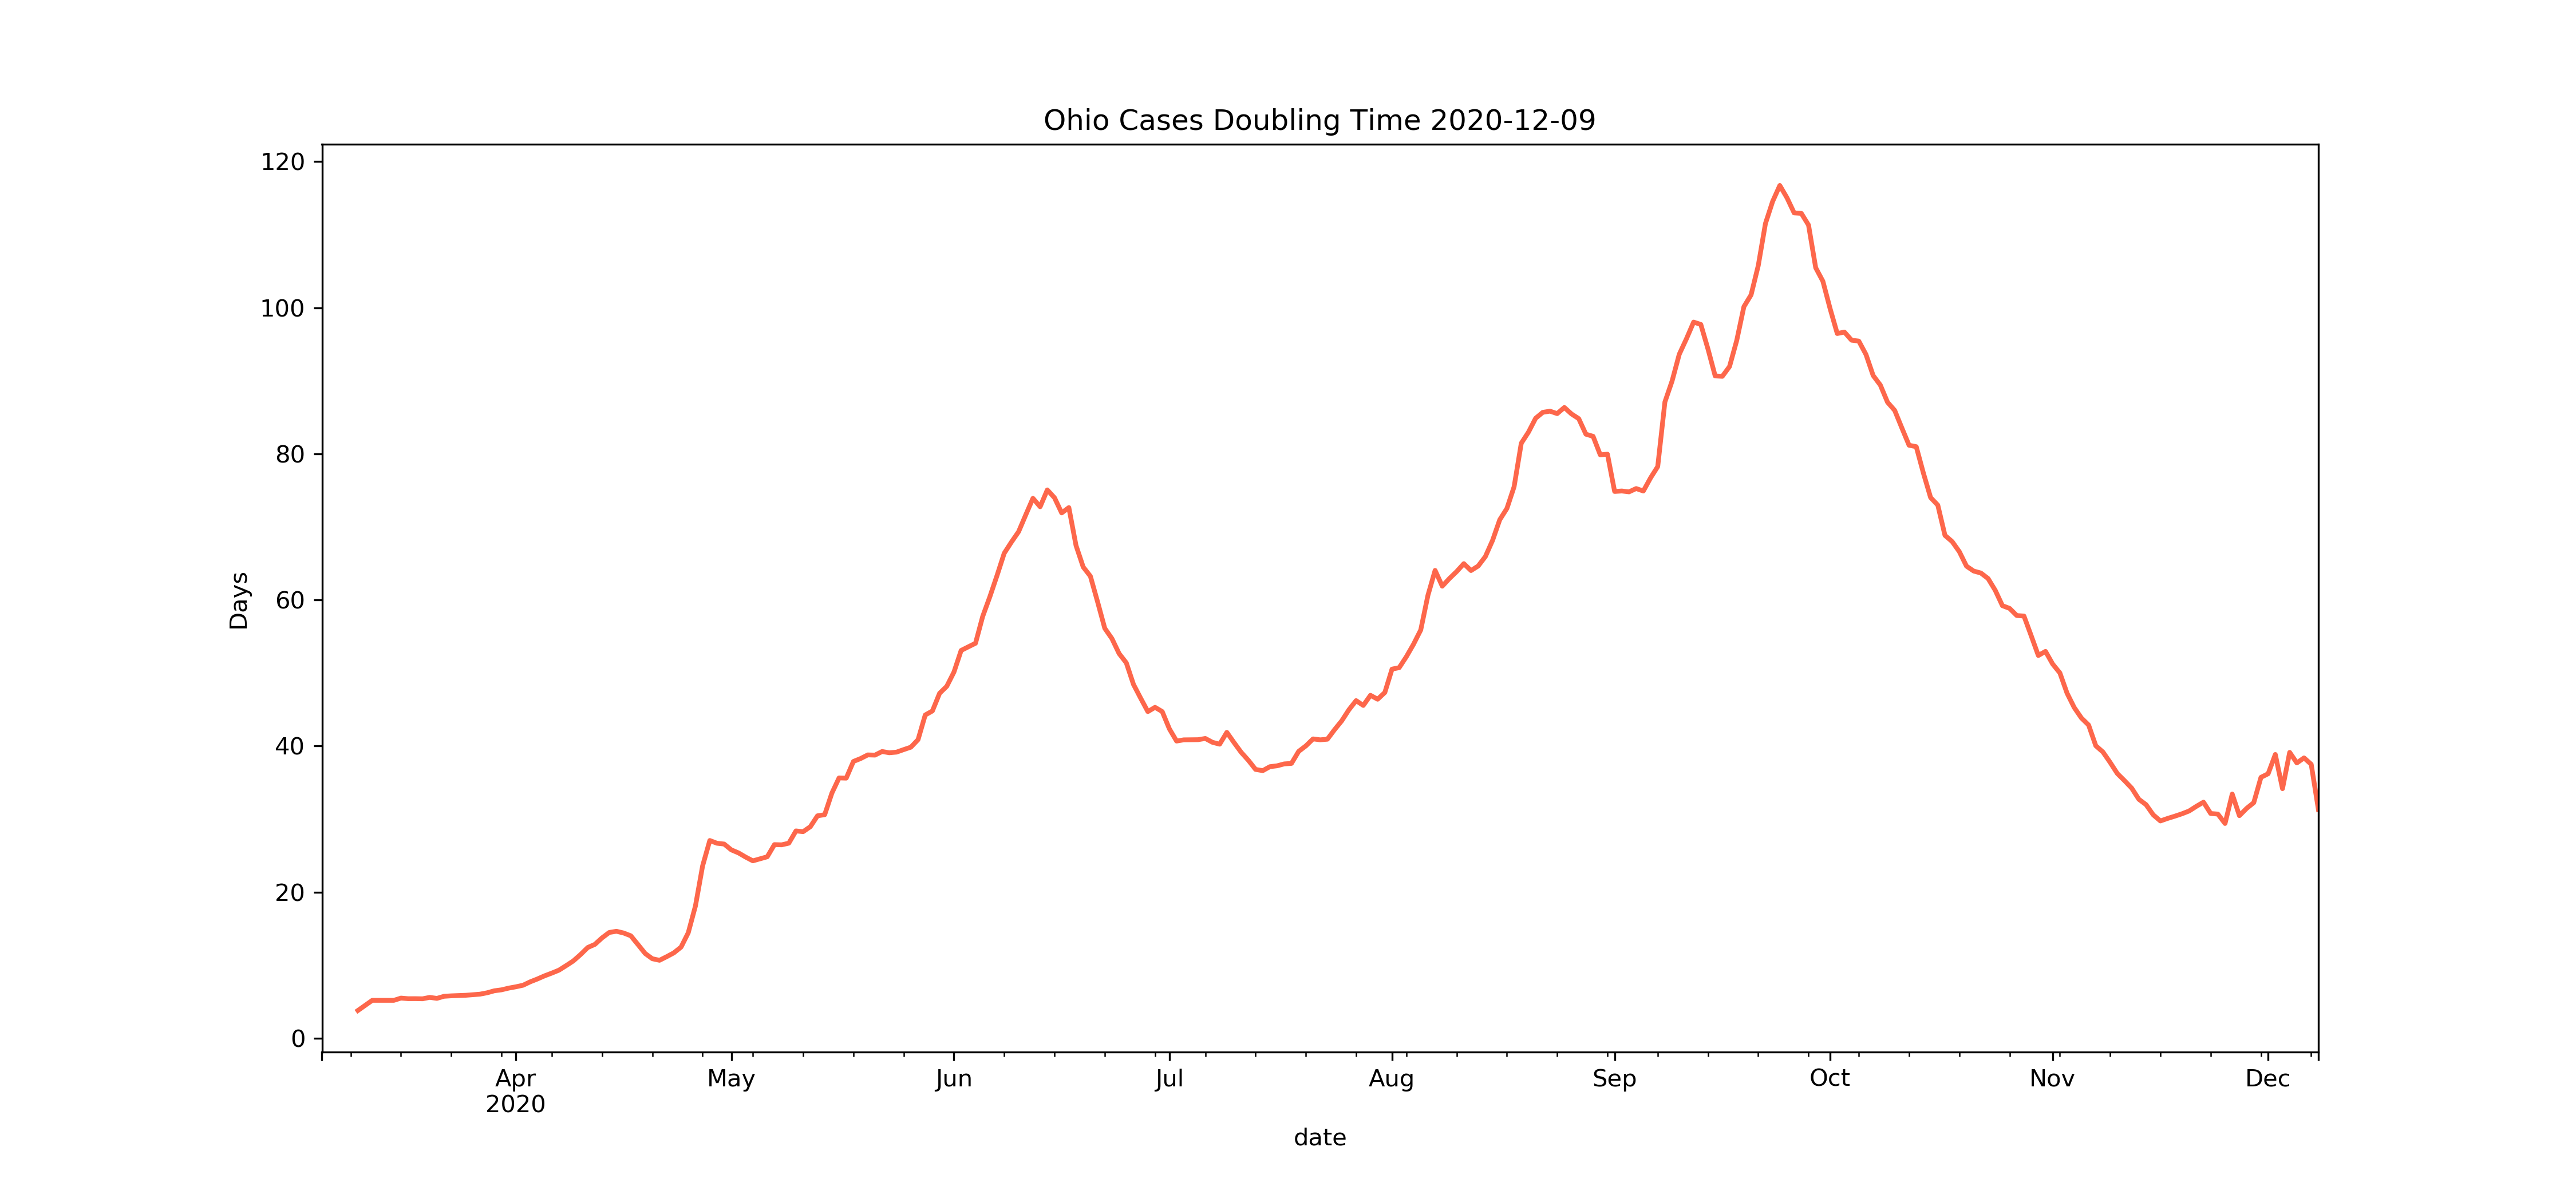 Ohio Cases Doubling Time 2020-12-09
120
100
80
60
40
20
0
Days
Apr May Jun Jul Aug Sep Oct Nov Dec
2020
date